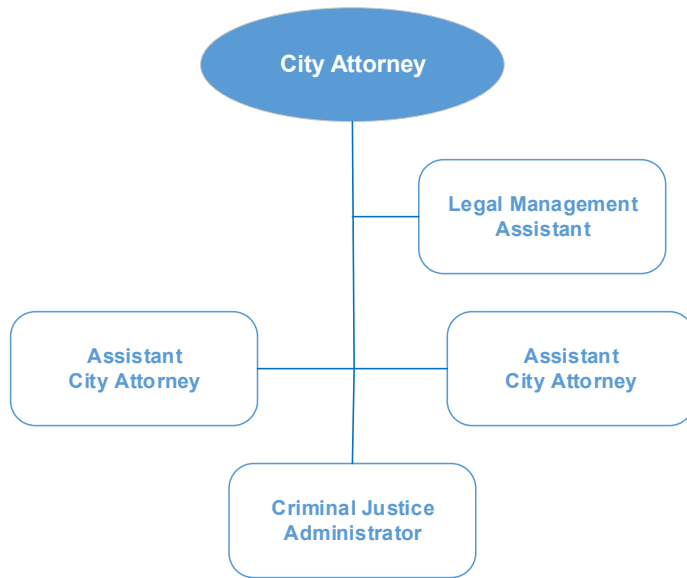 City Attorney
Legal Management
Assistant
Assistant
City Attorney
Assistant
City Attorney
Criminal Justice
Administrator